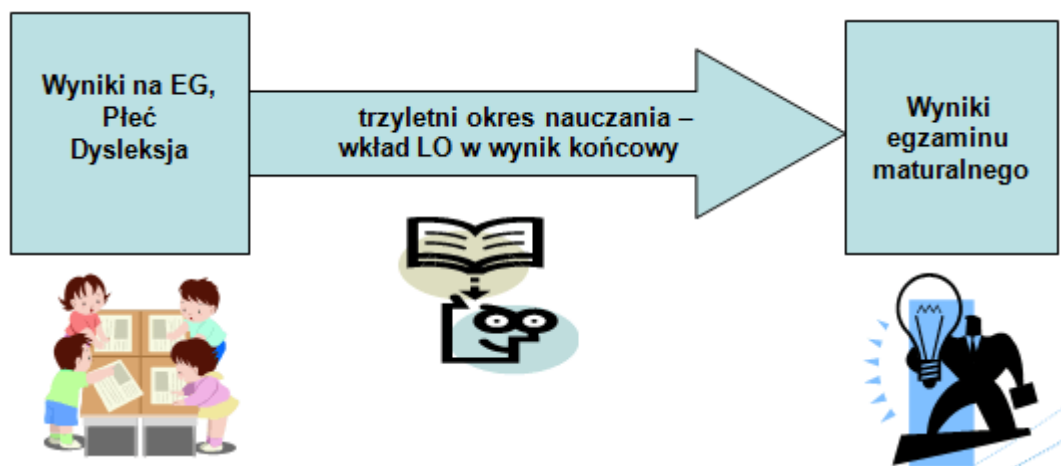 Wyniki na EG,
Płeć
Dysleksja
trzyletni okres nauczania –
wkład LO w wynik końcowy
Wyniki
egzaminu
maturalnego